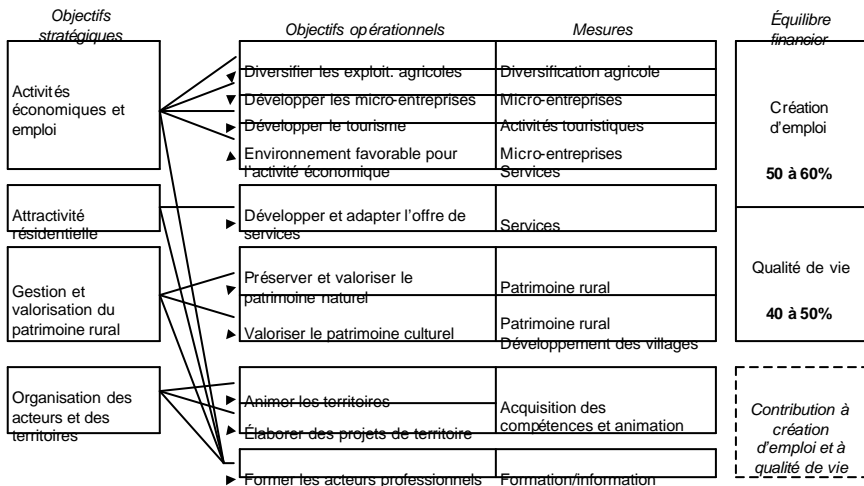 Objectifs
stratégiques
Objectifs opérationnels
Mesures
Équilibre
financier
Activités
économiques et
emploi
Diversifier les exploit. agricoles
Diversification agricole
Développer les micro-entreprises
Micro-entreprises
Développer le tourisme
Activités touristiques
Environnement favorable pour
l'activité économique
Micro-entreprises
Services
Création
d'emploi
50 à 60%
Attractivité
résidentielle
Développer et adapter l'offre de
services
Services
Gestion et
valorisation du
patrimoine rural
Préserver et valoriser le
patrimoine naturel
Patrimoine rural
Valoriser le patrimoine culturel
Patrimoine rural
Développement des villages
Qualité de vie
40 à 50%
Organisation des
acteurs et des
territoires
Animer les territoires
Élaborer des projets de territoire
Acquisition des
compétences et animation
Former les acteurs professionnels
Formation/information
Contribution à
création
d'emploi et à
qualité de vie